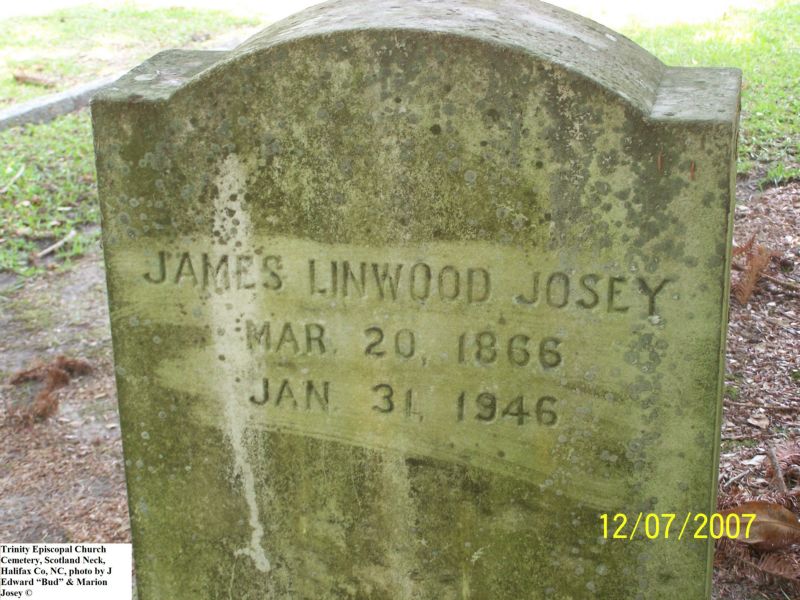 JAMES LINWOOD JOSEY
MAR. 20, 1866
JAN. 31, 1946
12/07/2007
Trinity Episcopal Church
Cemetery, Scotland Neck,
Halifax Co, NC, photo by J
Edward “Bud” & Marion
Josey ©